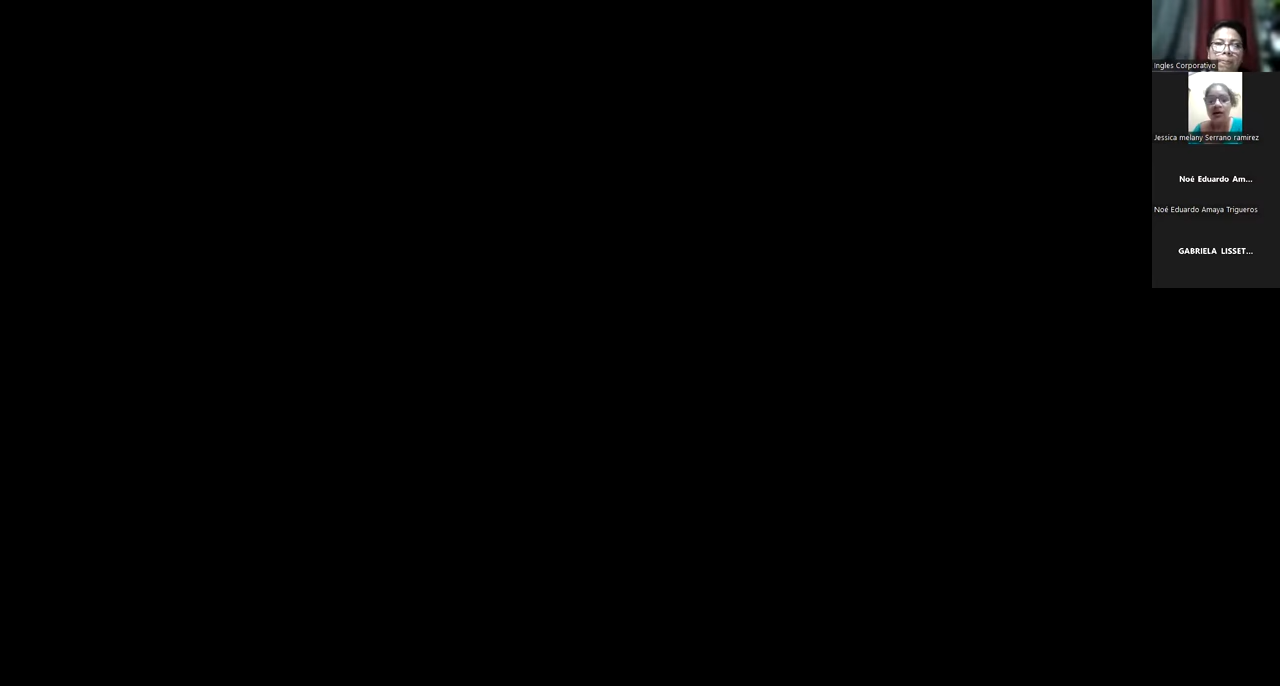 Ingles Corporativo
Jessica melany Serrano ramirez
Noé Eduardo Am...
Noé Eduardo Amaya Trigueros
GABRIELA LISSET...